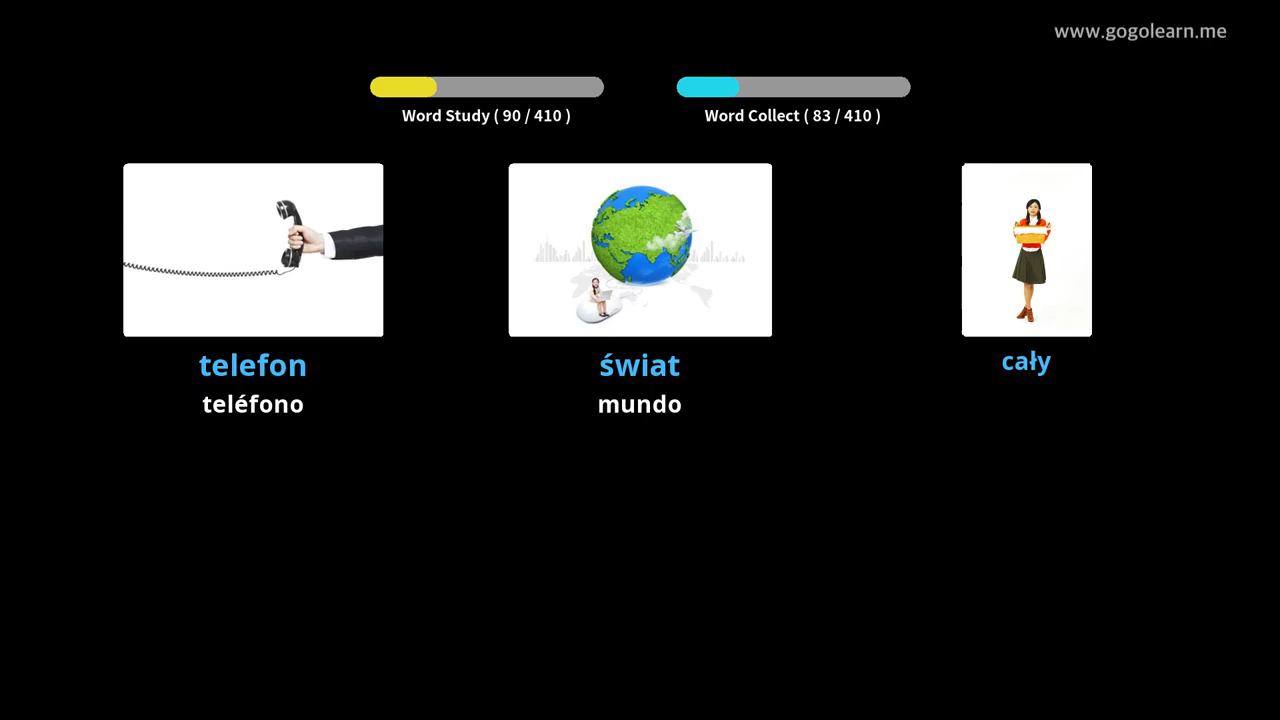 www.gogolearn.me
Word Study ( 90 / 410 )
Word Collect ( 83 / 410 )
telefon
teléfono
świat
mundo
cały